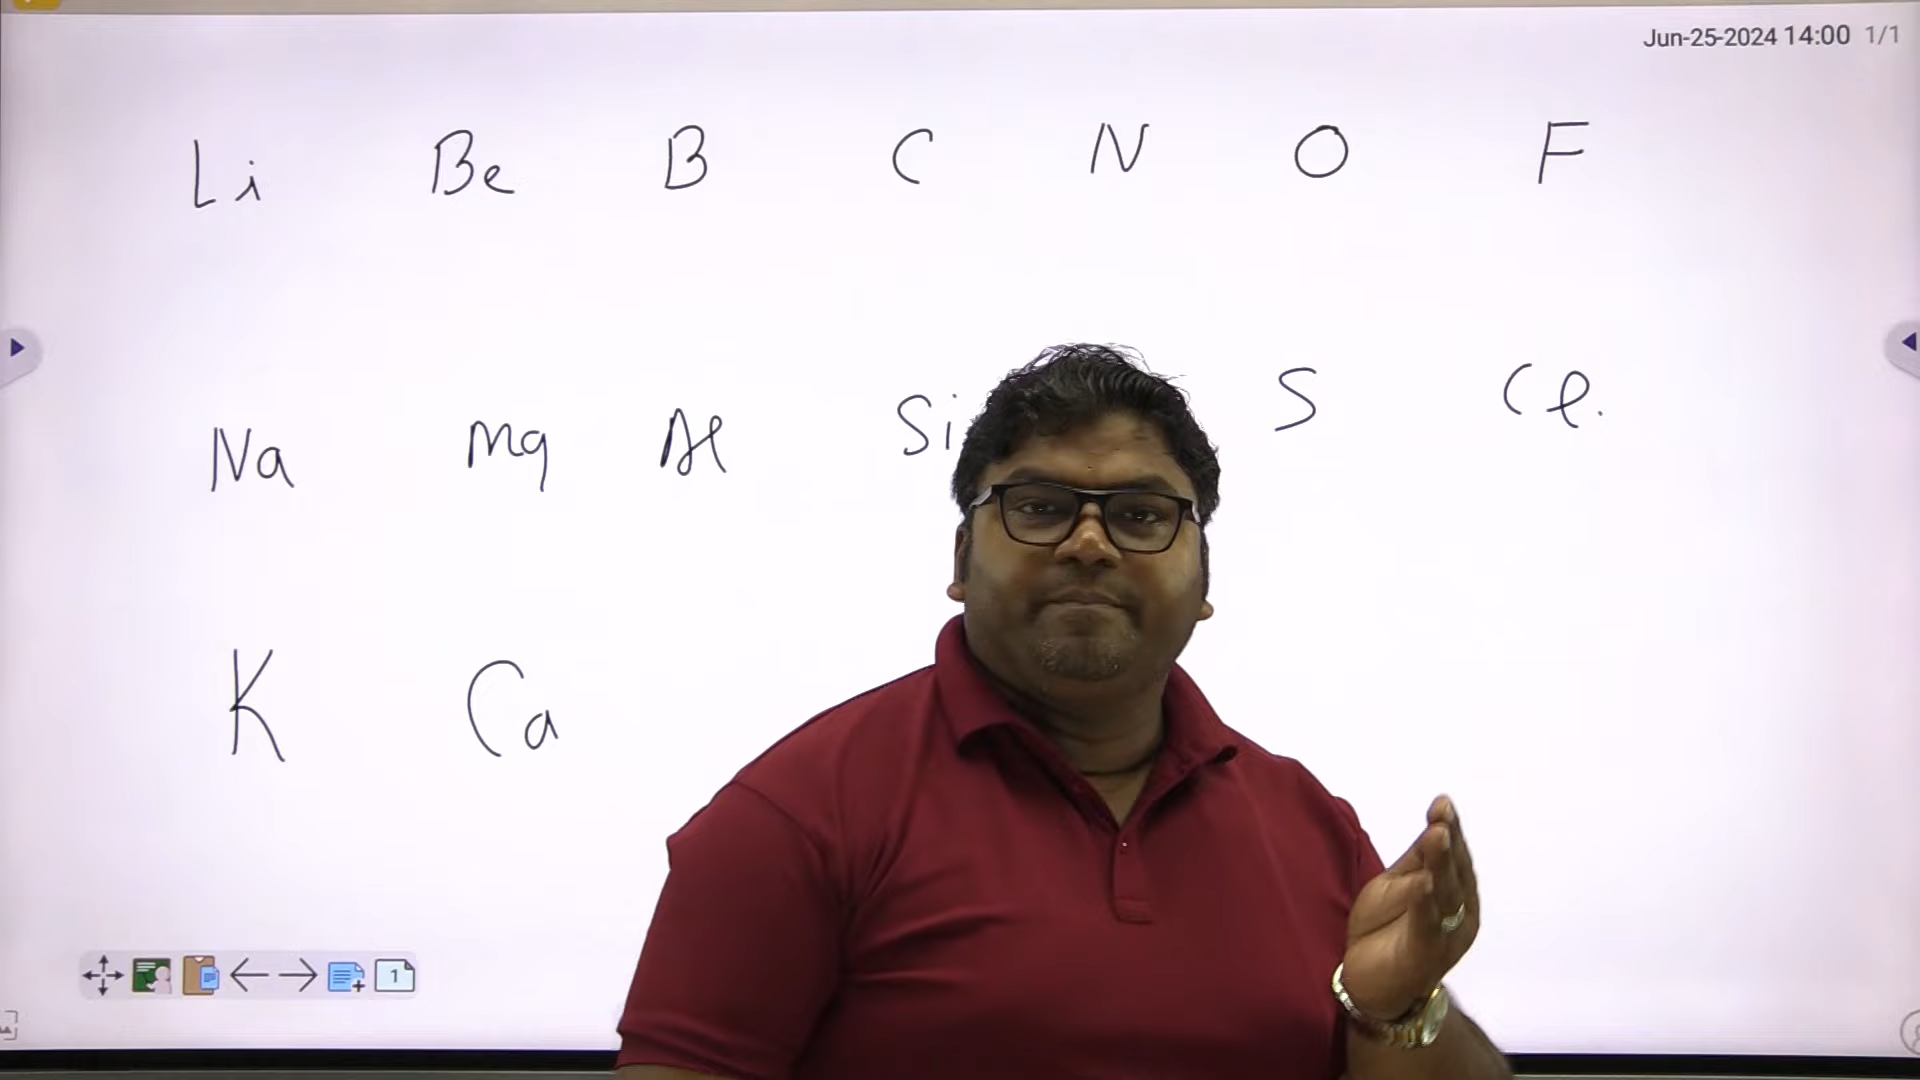 Jun-25-2024 14:00 1/1
Li Be B C N O F
Na Mg Al Si S Cl.
K Ca
1